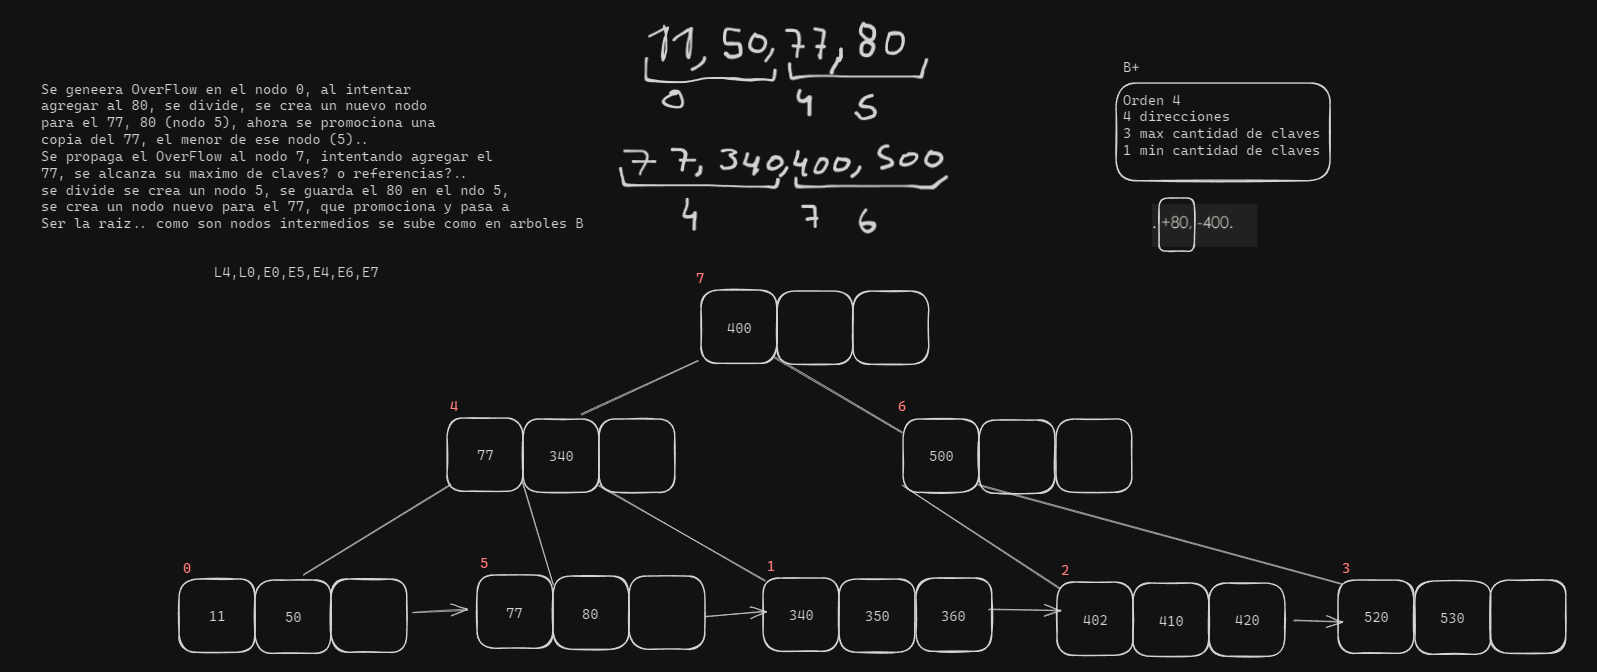 11, 50, 77, 80
0 4 5
77, 340, 400, 500
4 7 6
Se geneera OverFlow en el nodo 0, al intentar
agregar al 80, se divide, se crea un nuevo nodo
para el 77, 80 (nodo 5), ahora se promociona una
copia del 77, el menor de ese nodo (5)..
Se propaga el OverFlow al nodo 7, intentando agregar el
77, se alcanza su maximo de claves? o referencias?..
se divide se crea un nodo 5, se guarda el 80 en el ndo 5,
se crea un nodo nuevo para el 77, que promociona y pasa a
Ser la raiz.. como son nodos intermedios se sube como en arboles B
L4,L0,E0,E5,E4,E6,E7
B+
Orden 4
4 direcciones
3 max cantidad de claves
1 min cantidad de claves
. +80, -400.
7
400
4
77 340
6
500
0
11 50
5
77 80
1
340 350 360
2
402 410 420
3
520 530